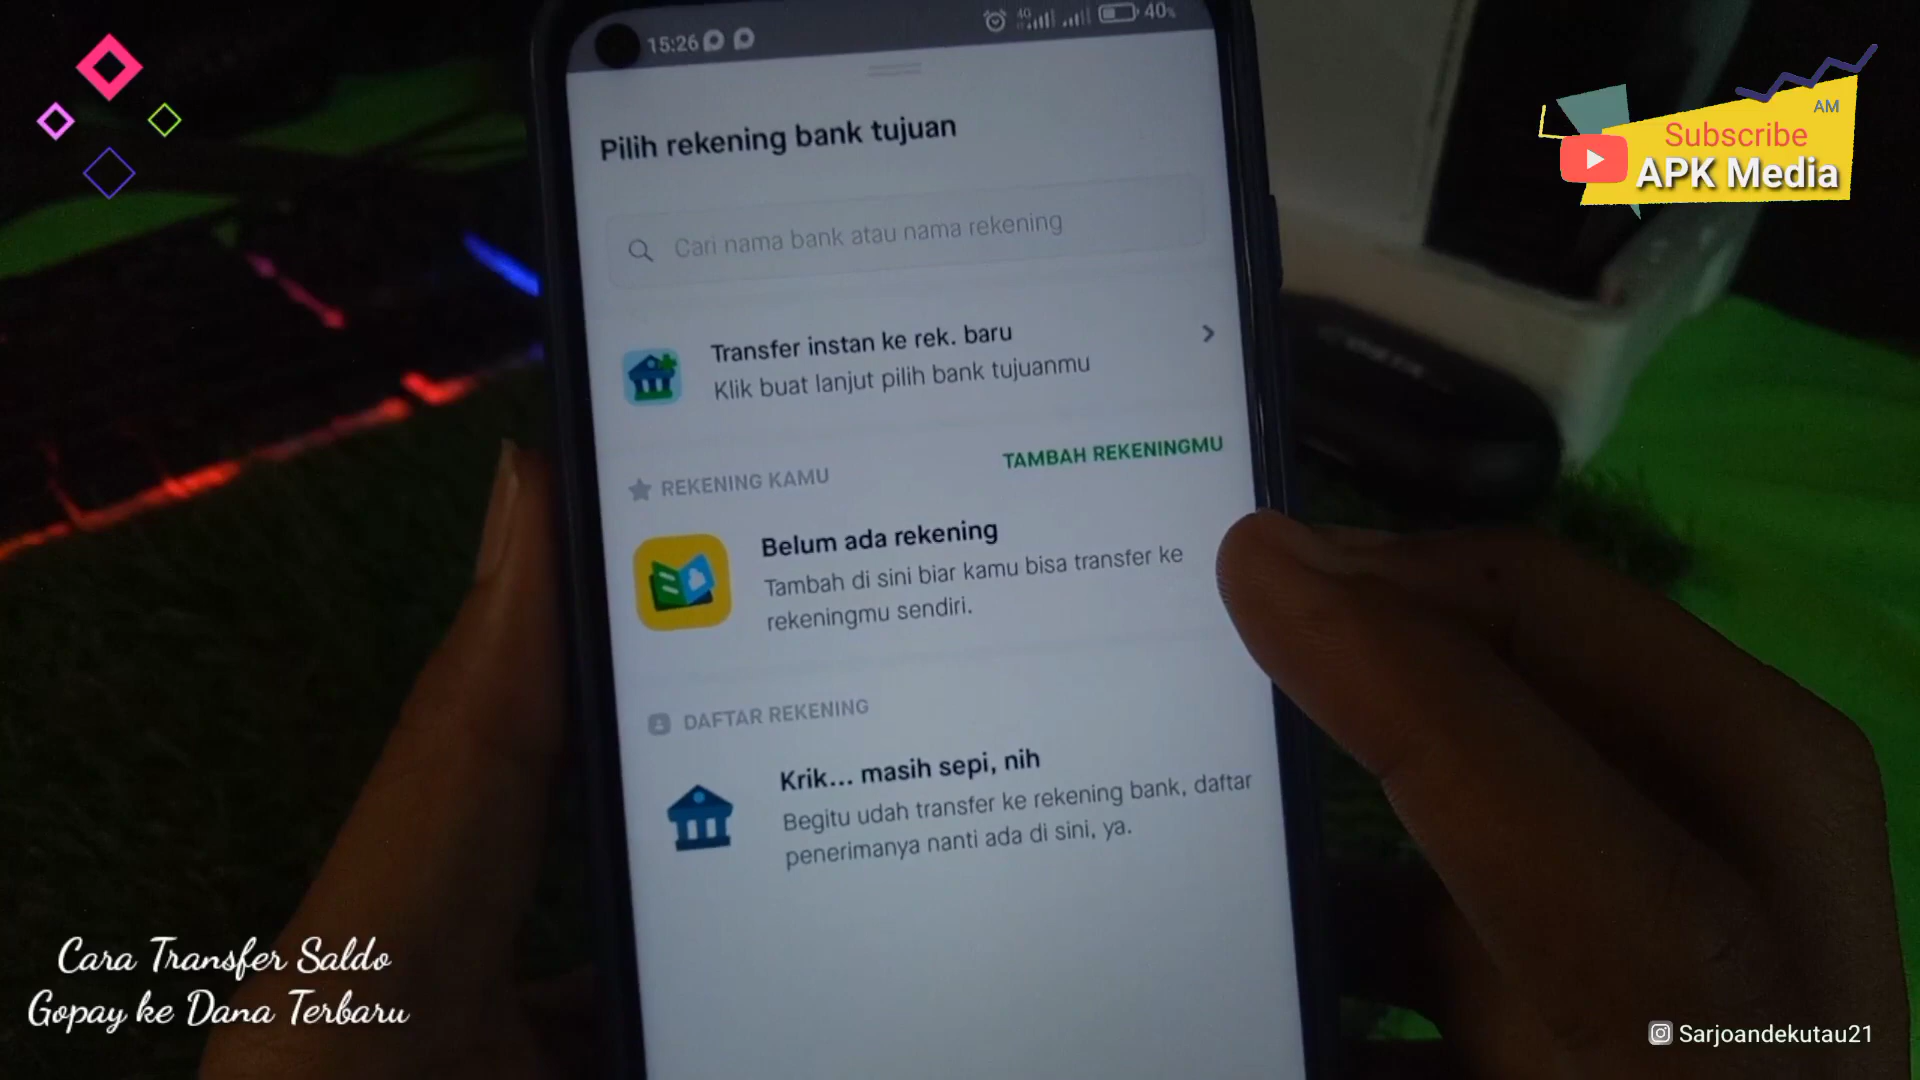 15:26
4G
40%
Pilih rekening bank tujuan
Cari nama bank atau nama rekening
Transfer instan ke rek. baru
Klik buat lanjut pilih bank tujuanmu
REKENING KAMU
TAMBAH REKENINGMU
Belum ada rekening
Tambah di sini biar kamu bisa transfer ke
rekeningmu sendiri.
DAFTAR REKENING
Krik... masih sepi, nih
Begitu udah transfer ke rekening bank, daftar
penerimanya nanti ada di sini, ya.
AM
Subscribe
APK Media
Cara Transfer Saldo
Gopay ke Dana Terbaru
Sarjoandekutau21